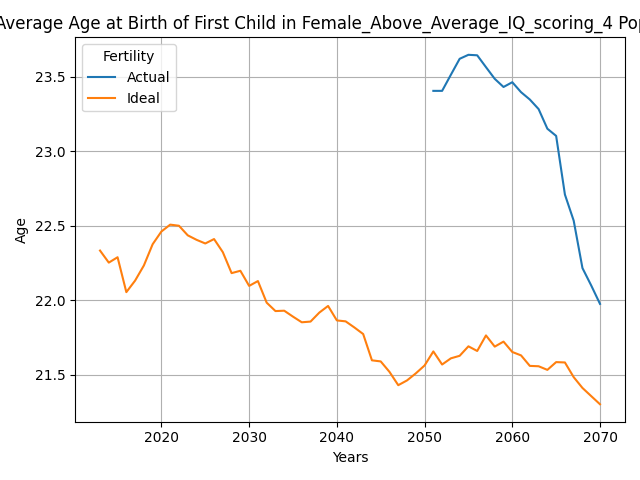 Average Age at Birth of First Child in Female_Above_Average_IQ_scoring_4
Fertility
Actual
Ideal
23.5
23.0
22.5
22.0
21.5
Age
2020 2030 2040 2050 2060 2070
Years